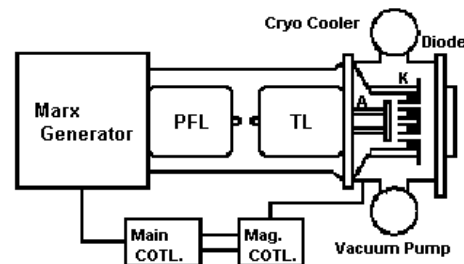 Cryo Cooler
Diode
K
A
Marx
Generator
PFL
TL
Main
COTL.
Mag.
COTL.
Vacuum Pump